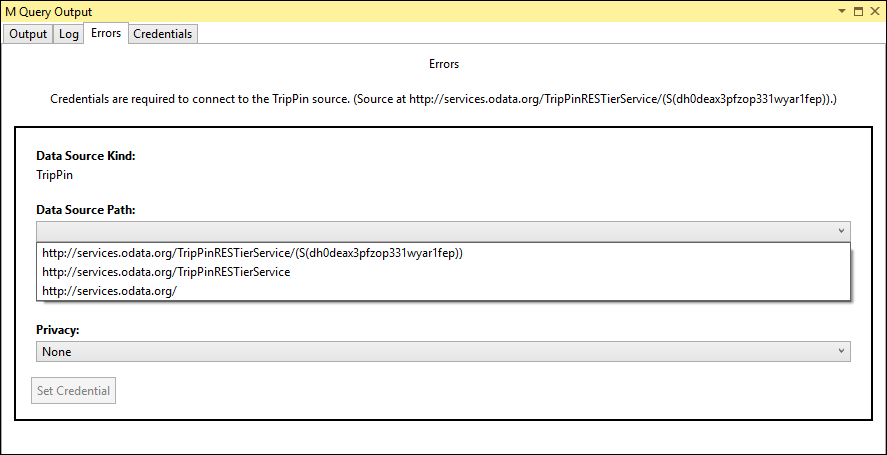 M Query Output
Output Log Errors Credentials
Errors
Credentials are required to connect to the TripPin source. (Source at http://services.odata.org/TripPinRESTierService/(S(dh0deax3pfzop331wyar1fep)).)
Data Source Kind:
TripPin
Data Source Path:
http://services.odata.org/TripPinRESTierService/(S(dh0deax3pfzop331wyar1fep))
http://services.odata.org/TripPinRESTierService
http://services.odata.org/
Privacy:
None
Set Credential